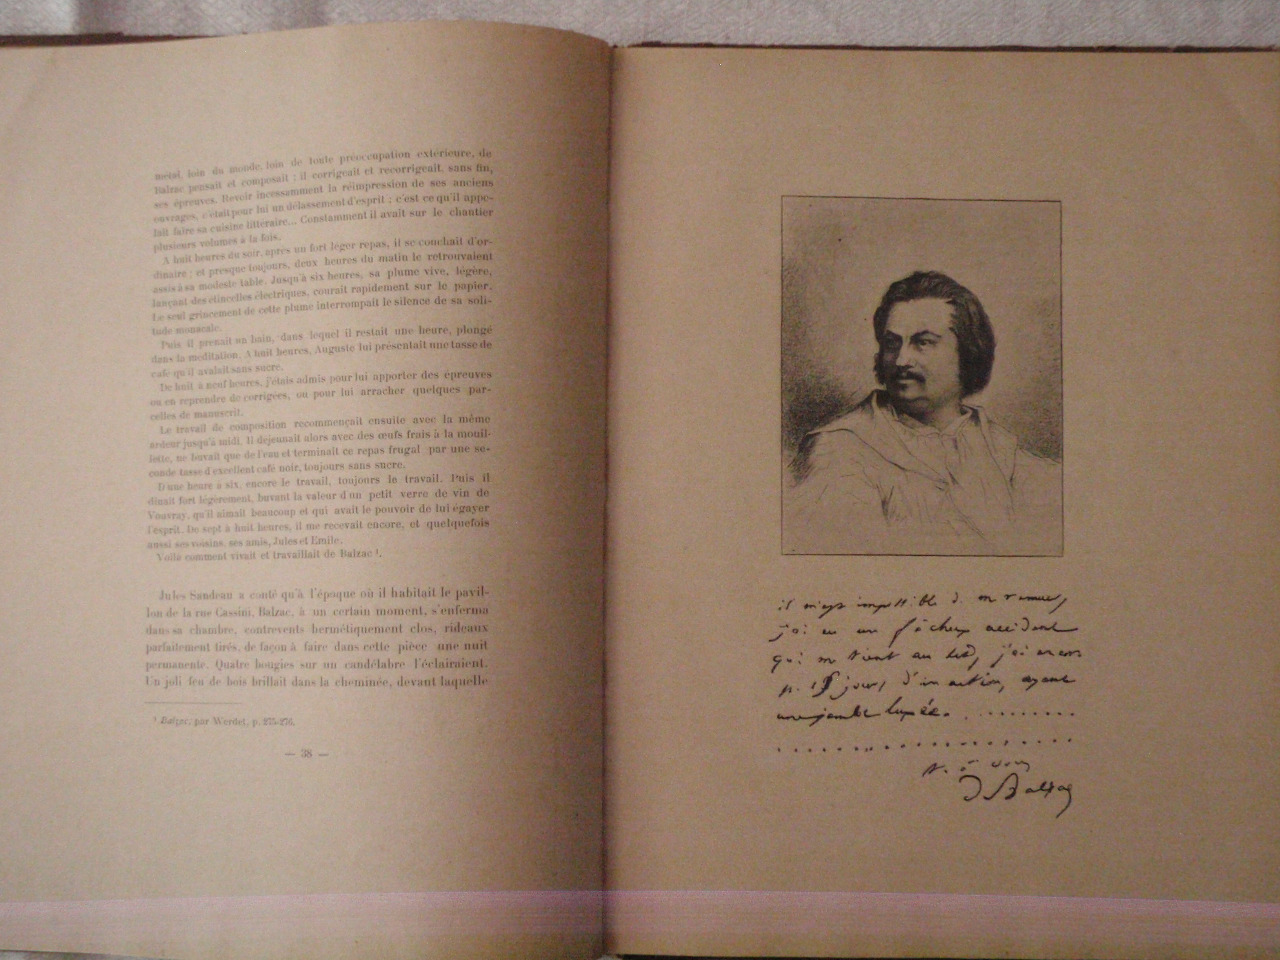 métal, loin du monde, loin de toute préoccupation extérieure, de
Balzac pensait et composait ; il corrigeait et recorrigeait, sans fin,
ses épreuves. Revoir incessamment la réimpression de ses anciens
ouvrages, c'était pour lui un délassement d'esprit ; c'est ce qu'il appe-
lait faire sa cuisine littéraire... Constamment il avait sur le chantier
plusieurs volumes à la fois.
A huit heures du soir, après un fort léger repas, il se couchait d'or-
dinaire ; et presque toujours, deux heures du matin le retrouvaient
assis à sa modeste table. Jusqu'à six heures, sa plume vive, légère,
lançant des étincelles électriques, courait rapidement sur le papier.
Le seul grincement de cette plume interrompait le silence de sa soli-
tude monacale.
Puis il prenait un bain, dans lequel il restait une heure, plongé
dans la méditation. A huit heures, Auguste lui présentait une tasse de
café qu'il avalait sans sucre.
De huit à neuf heures, j'étais admis pour lui apporter des épreuves
ou en reprendre de corrigées, ou pour lui arracher quelques par-
celles de manuscrit.
Le travail de composition recommençait ensuite avec la même
ardeur jusqu'à midi. Il déjeunait alors avec des œufs frais à la mouil-
lette, ne buvait que de l'eau et terminait ce repas frugal par une se-
conde tasse d'excellent café noir, toujours sans sucre.
D'une heure à six, encore le travail, toujours le travail. Puis il
dînait fort légèrement, buvant la valeur d'un petit verre de vin de
Vouvray, qu'il aimait beaucoup et qui avait le pouvoir de lui égayer
l'esprit. De sept à huit heures, il me recevait encore, et quelquefois
aussi ses voisins, ses amis, Jules et Emile.
Voilà comment vivait et travaillait de Balzac ¹.
Jules Sandeau a conté qu'à l'époque où il habitait le pavil-
lon de la rue Cassini, Balzac, à un certain moment, s'enferma
dans sa chambre, contrevents hermétiquement clos, rideaux
parfaitement tirés, de façon à faire dans cette pièce une nuit
permanente. Quatre bougies sur un candélabre l'éclairaient.
Un joli feu de bois brillait dans la cheminée, devant laquelle
¹ Balzac, par Werdet, p. 275-276.
— 38 —
il m'est impossible de me remuer,
j'ai eu un fâcheux accident
qui me tient au lit, j'ai encore
p. 15 jours d'inaction, ayant
une jambe luxée. . . . . . . . . .
. . . . . . . . . . . . . . . . . . .
t. à vous
De Balzac